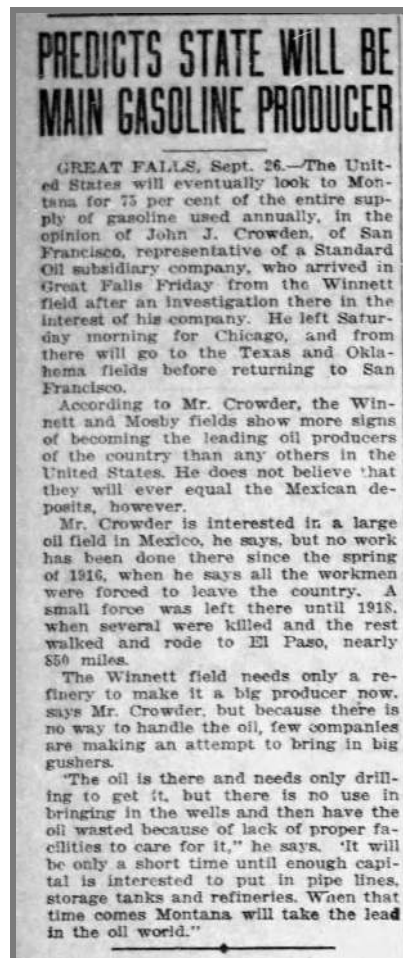 PREDICTS STATE WILL BE
MAIN GASOLINE PRODUCER
GREAT FALLS, Sept. 26.—The Unit-
ed States will eventually look to Mon-
tana for 75 per cent of the entire sup-
ply of gasoline used annually, in the
opinion of John J. Crowden, of San
Francisco, representative of a Standard
Oil subsidiary company, who arrived in
Great Falls Friday from the Winnett
field after an investigation there in the
interest of his company. He left Satur-
day morning for Chicago, and from
there will go to the Texas and Okla-
hema fields before returning to San
Francisco.
According to Mr. Crowder, the Win-
nett and Mosby fields show more signs
of becoming the leading oil producers
of the country than any others in the
United States. He does not believe that
they will ever equal the Mexican de-
posits, however.
Mr. Crowder is interested in a large
oil field in Mexico, he says, but no work
has been done there since the spring
of 1916, when he says all the workmen
were forced to leave the country. A
small force was left there until 1918,
when several were killed and the rest
walked and rode to El Paso, nearly
850 miles.
The Winnett field needs only a re-
finery to make it a big producer now,
says Mr. Crowder, but because there is
no way to handle the oil, few companies
are making an attempt to bring in big
gushers.
'The oil is there and needs only drill-
ing to get it, but there is no use in
bringing in the wells and then have the
oil wasted because of lack of proper fa-
cilities to care for it," he says. 'It will
be only a short time until enough capi-
tal is interested to put in pipe lines,
storage tanks and refineries. When that
time comes Montana will take the lead
in the oil world."